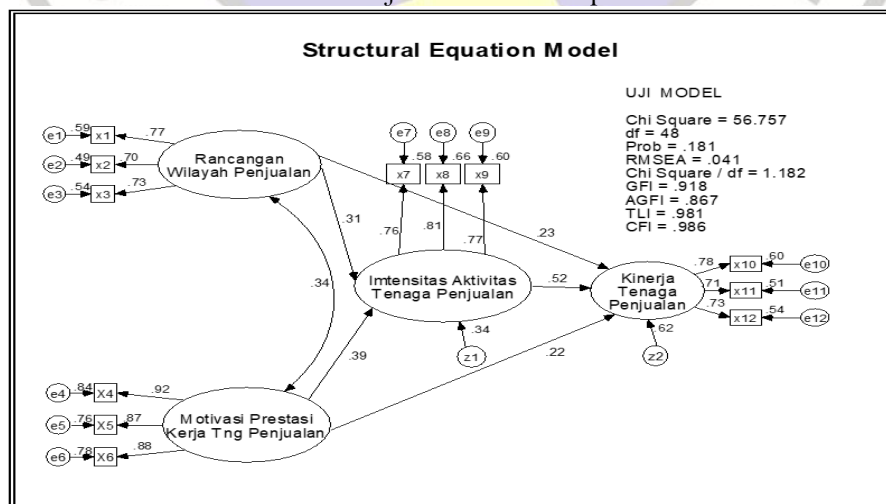 Structural Equation Model
UJI MODEL
Chi Square = 56.757
df = 48
Prob = .181
RMSEA = .041
Chi Square / df = 1.182
GFI = .918
AGFI = .867
TLI = .981
CFI = .986
e1 .59 x1 .77
e2 .49 x2 .70
e3 .54 x3 .73
Rancangan
Wilayah Penjualan
e7 e8 e9
.58 .66 .60
x7 x8 x9
.76 .81 .77
.31
.23
.34
Imtensitas Aktivitas
Tenaga Penjualan
.52
Kinerja
Tenaga
Penjualan
.78 x10 .60 e10
.71 x11 .51 e11
.73 x12 .54 e12
.34
z1
.62
z2
.39
.22
e4 .84 X4 .92
e5 .76 X5 .87
e6 .78 X6 .88
Motivasi Prestasi
Kerja Tng Penjualan